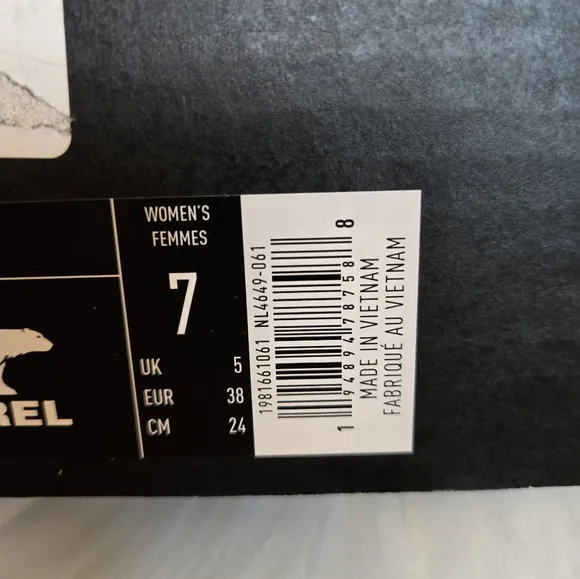 WOMEN'S
FEMMES
7
UK 5
EUR 38
CM 24
REL
1981661061 NL4649-061
1 94894 78758 8
MADE IN VIETNAM
FABRIQUÉ AU VIETNAM